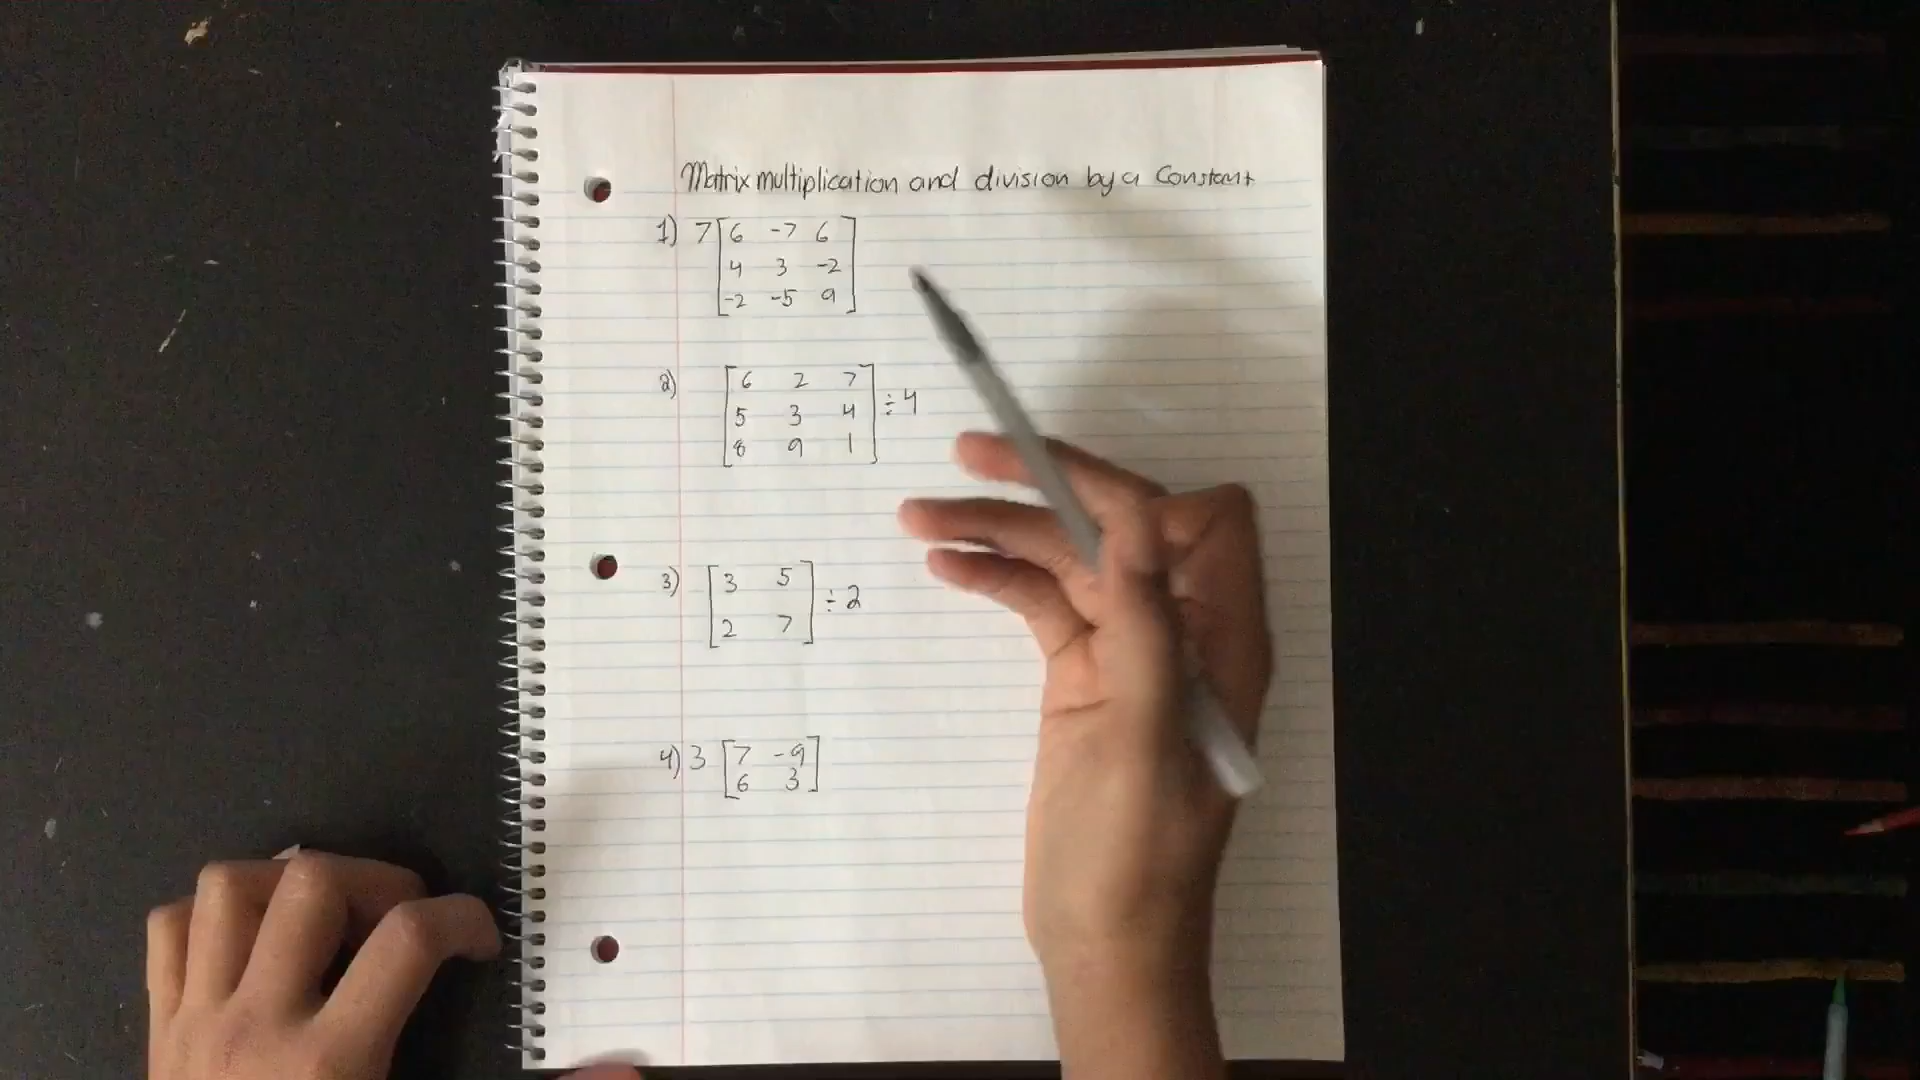 Matrix multiplication and division by a Constant
1) 7 [6 -7 6
4 3 -2
-2 -5 9]
2) [6 2 7
5 3 4
8 9 1] ÷ 4
3) [3 5
2 7] ÷ 2
4) 3 [7 -9
6 3]